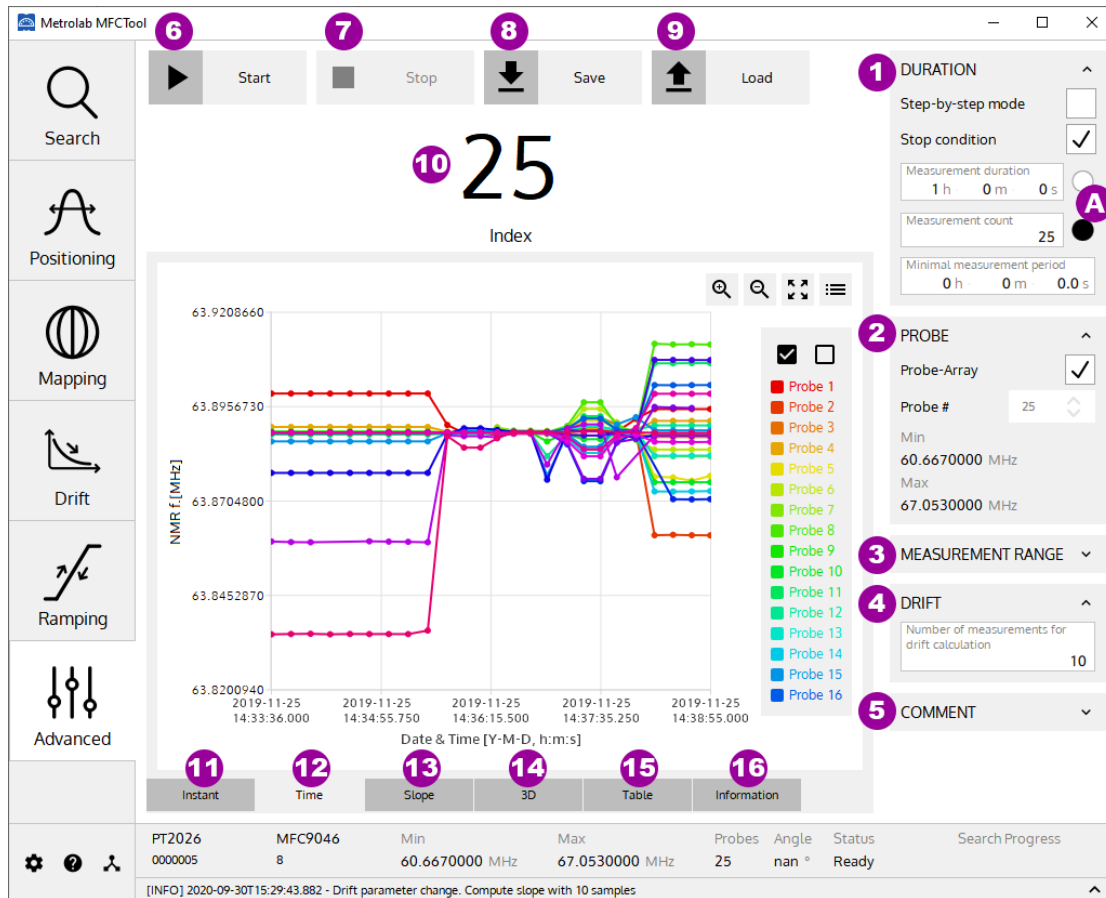 Metrolab MFCTool
6
7
8
9
Start
Stop
Save
Load
Search
Positioning
Mapping
Drift
Ramping
Advanced
10
25
Index
63.9208660
63.8956730
63.8704800
63.8452870
63.8200940
NMR f.[MHz]
2019-11-25
14:33:36.000
2019-11-25
14:34:55.750
2019-11-25
14:36:15.500
2019-11-25
14:37:35.250
2019-11-25
14:38:55.000
Date & Time [Y-M-D, h:m:s]
Probe 1
Probe 2
Probe 3
Probe 4
Probe 5
Probe 6
Probe 7
Probe 8
Probe 9
Probe 10
Probe 11
Probe 12
Probe 13
Probe 14
Probe 15
Probe 16
11
12
13
14
15
16
Instant
Time
Slope
3D
Table
Information
1
DURATION
Step-by-step mode
Stop condition
Measurement duration
1 h 0 m 0 s
A
Measurement count
25
Minimal measurement period
0 h 0 m 0.0 s
2
PROBE
Probe-Array
Probe # 25
Min
60.6670000 MHz
Max
67.0530000 MHz
3
MEASUREMENT RANGE
4
DRIFT
Number of measurements for
drift calculation
10
5
COMMENT
PT2026 MFC9046 Min Max Probes Angle Status Search Progress
0000005 8 60.6670000 MHz 67.0530000 MHz 25 nan ° Ready
[INFO] 2020-09-30T15:29:43.882 - Drift parameter change. Compute slope with 10 samples